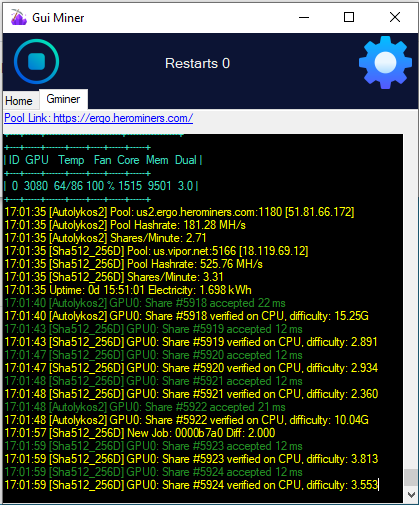 Gui Miner
Restarts 0
Home Gminer
Pool Link: https://ergo.herominers.com/
+---+------+-------+-------+------+------+------+
+---+------+-------+-------+------+------+------+
| ID GPU Temp Fan Core Mem Dual |
+---+------+-------+-------+------+------+------+
| 0 3080 64/86 100 % 1515 9501 3.0 |
+---+------+-------+-------+------+------+------+
17:01:35 [Autolykos2] Pool: us2.ergo.herominers.com:1180 [51.81.66.172]
17:01:35 [Autolykos2] Pool Hashrate: 181.28 MH/s
17:01:35 [Autolykos2] Shares/Minute: 2.71
17:01:35 [Sha512_256D] Pool: us.vipor.net:5166 [18.119.69.12]
17:01:35 [Sha512_256D] Pool Hashrate: 525.76 MH/s
17:01:35 [Sha512_256D] Shares/Minute: 3.31
17:01:35 Uptime: 0d 15:51:01 Electricity: 1.698 kWh
17:01:40 [Autolykos2] GPU0: Share #5918 accepted 22 ms
17:01:40 [Autolykos2] GPU0: Share #5918 verified on CPU, difficulty: 15.25G
17:01:43 [Sha512_256D] GPU0: Share #5919 accepted 12 ms
17:01:43 [Sha512_256D] GPU0: Share #5919 verified on CPU, difficulty: 2.891
17:01:47 [Sha512_256D] GPU0: Share #5920 accepted 12 ms
17:01:47 [Sha512_256D] GPU0: Share #5920 verified on CPU, difficulty: 2.934
17:01:48 [Sha512_256D] GPU0: Share #5921 accepted 12 ms
17:01:48 [Sha512_256D] GPU0: Share #5921 verified on CPU, difficulty: 2.360
17:01:48 [Autolykos2] GPU0: Share #5922 accepted 21 ms
17:01:48 [Autolykos2] GPU0: Share #5922 verified on CPU, difficulty: 10.04G
17:01:57 [Sha512_256D] New Job: 0000b7a0 Diff: 2.000
17:01:59 [Sha512_256D] GPU0: Share #5923 accepted 12 ms
17:01:59 [Sha512_256D] GPU0: Share #5923 verified on CPU, difficulty: 3.813
17:01:59 [Sha512_256D] GPU0: Share #5924 accepted 12 ms
17:01:59 [Sha512_256D] GPU0: Share #5924 verified on CPU, difficulty: 3.553